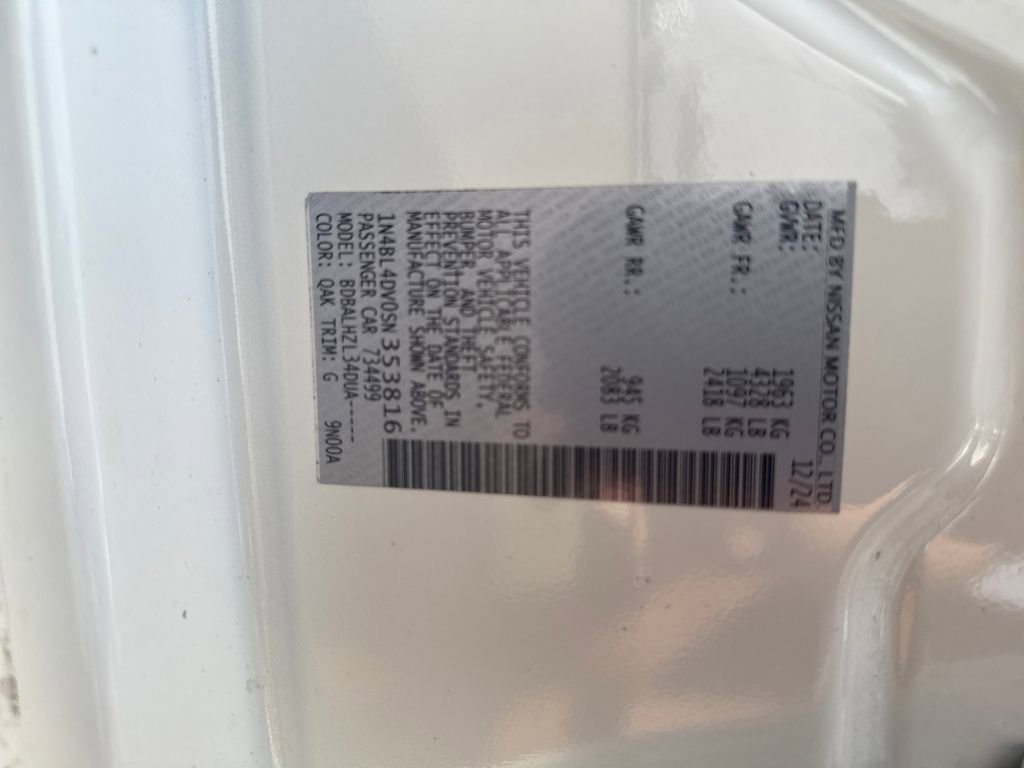 MFD BY NISSAN MOTOR CO., LTD.
DATE: 12/24
GVWR: 1963 KG
4328 LB
GAWR FR.: 1097 KG
2418 LB
GAWR RR.: 945 KG
2083 LB
THIS VEHICLE CONFORMS TO
ALL APPLICABLE FEDERAL
MOTOR VEHICLE SAFETY,
BUMPER, AND THEFT
PREVENTION STANDARDS IN
EFFECT ON THE DATE OF
MANUFACTURE SHOWN ABOVE.
1N4BL4DV0SN353816
PASSENGER CAR 734499
MODEL: BDBALHZL34DUA-----
COLOR: QAK TRIM: G 9N00A